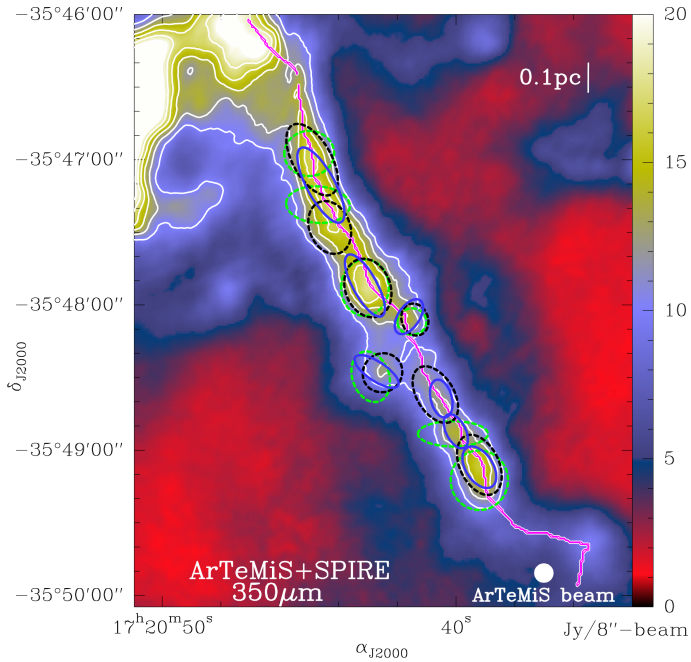 −35°46′00″
20
0.1pc
−35°47′00″
15
−35°48′00″
10
δJ2000
−35°49′00″
5
ArTeMiS+SPIRE
350μm
ArTeMiS beam
−35°50′00″
0
17h20m50s
40s
Jy/8″−beam
αJ2000